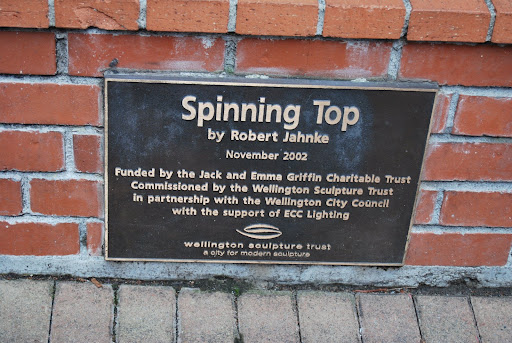 Spinning Top
by Robert Jahnke
November 2002
Funded by the Jack and Emma Griffin Charitable Trust
Commissioned by the Wellington Sculpture Trust
in partnership with the Wellington City Council
with the support of ECC Lighting
wellington sculpture trust
a city for modern sculpture